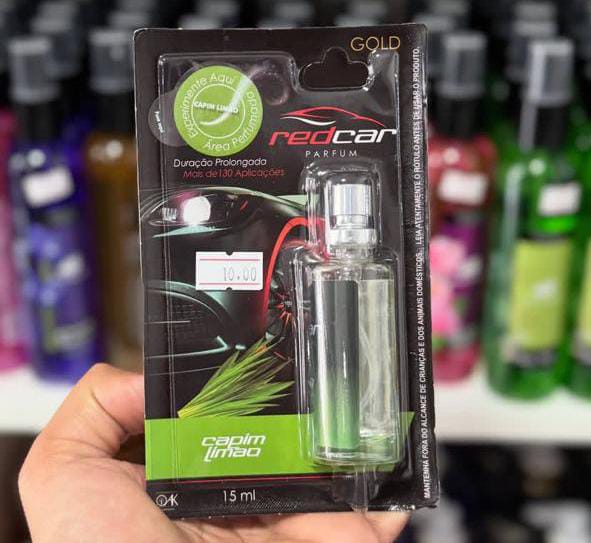 GOLD
Experimente Aqui
CAPIM LIMÃO
Área Perfumada
redcar
PARFUM
Duração Prolongada
Mais de 130 Aplicações
10.00
capim
limão
15 ml
MANTENHA FORA DO ALCANCE DE CRIANÇAS E DOS ANIMAIS DOMÉSTICOS. LEIA ATENTAMENTE O ROTULO ANTES DE USAR O PRODUTO.